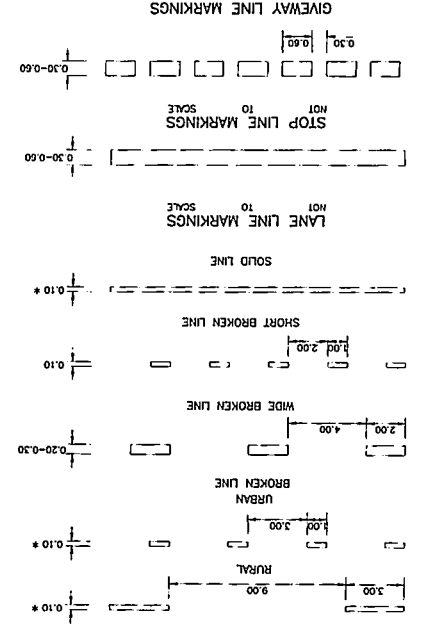 3.00 9.00 0.10 *
RURAL
1.00 3.00 0.10 *
URBAN
BROKEN LINE
2.00 4.00 0.20-0.30
WIDE BROKEN LINE
1.00 2.00 0.10
SHORT BROKEN LINE
0.10 *
SOLID LINE
LANE LINE MARKINGS
NOT TO SCALE
0.30-0.60
STOP LINE MARKINGS
NOT TO SCALE
0.30 0.60 0.30-0.60
GIVEWAY LINE MARKINGS